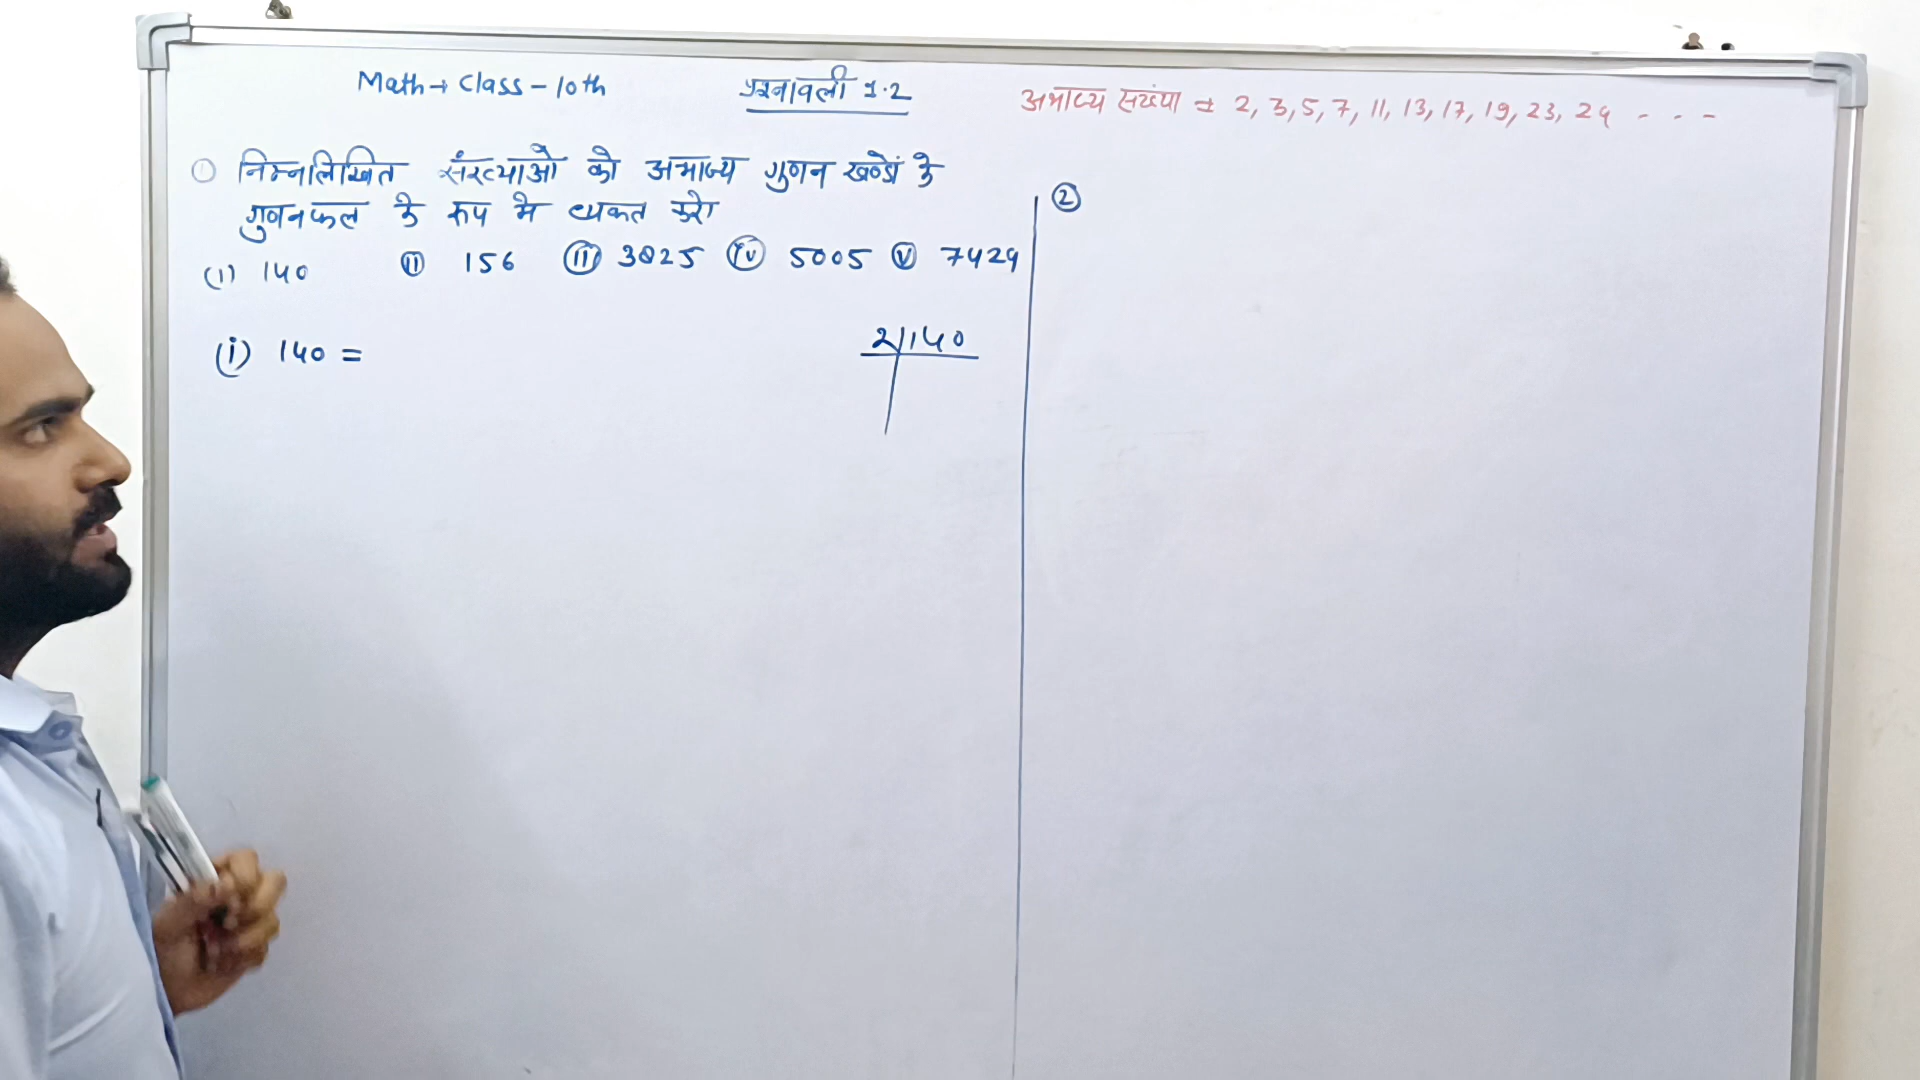 Math → Class - 10th
प्रश्नावली 1.2
अभाज्य सख्या = 2, 3, 5, 7, 11, 13, 17, 19, 23, 29 - - -
① निम्नलिखित संख्याओ को अभाज्य गुणन खण्डों के
गुणनफल के रूप मे व्यक्त करो
(i) 140 ⅱ 156 ⅲ 3825 ⅳ 5005 ⅴ 7429
(i) 140 =
2 | 140
②